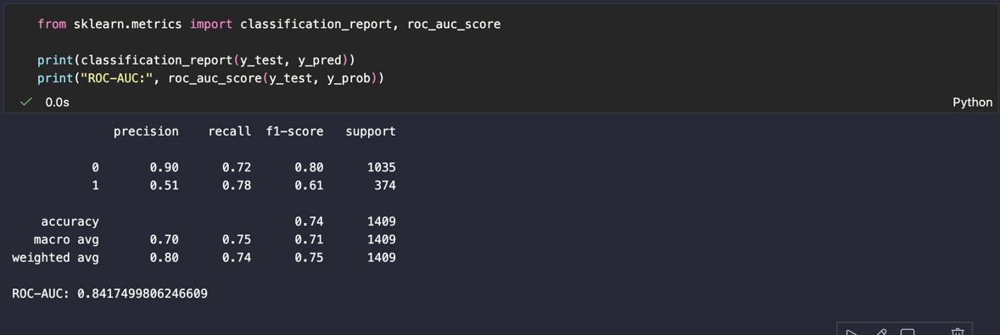 from sklearn.metrics import classification_report, roc_auc_score
print(classification_report(y_test, y_pred))
print("ROC-AUC:", roc_auc_score(y_test, y_prob))
0.0s Python
precision recall f1-score support
0 0.90 0.72 0.80 1035
1 0.51 0.78 0.61 374
accuracy 0.74 1409
macro avg 0.70 0.75 0.71 1409
weighted avg 0.80 0.74 0.75 1409
ROC-AUC: 0.8417499806246609